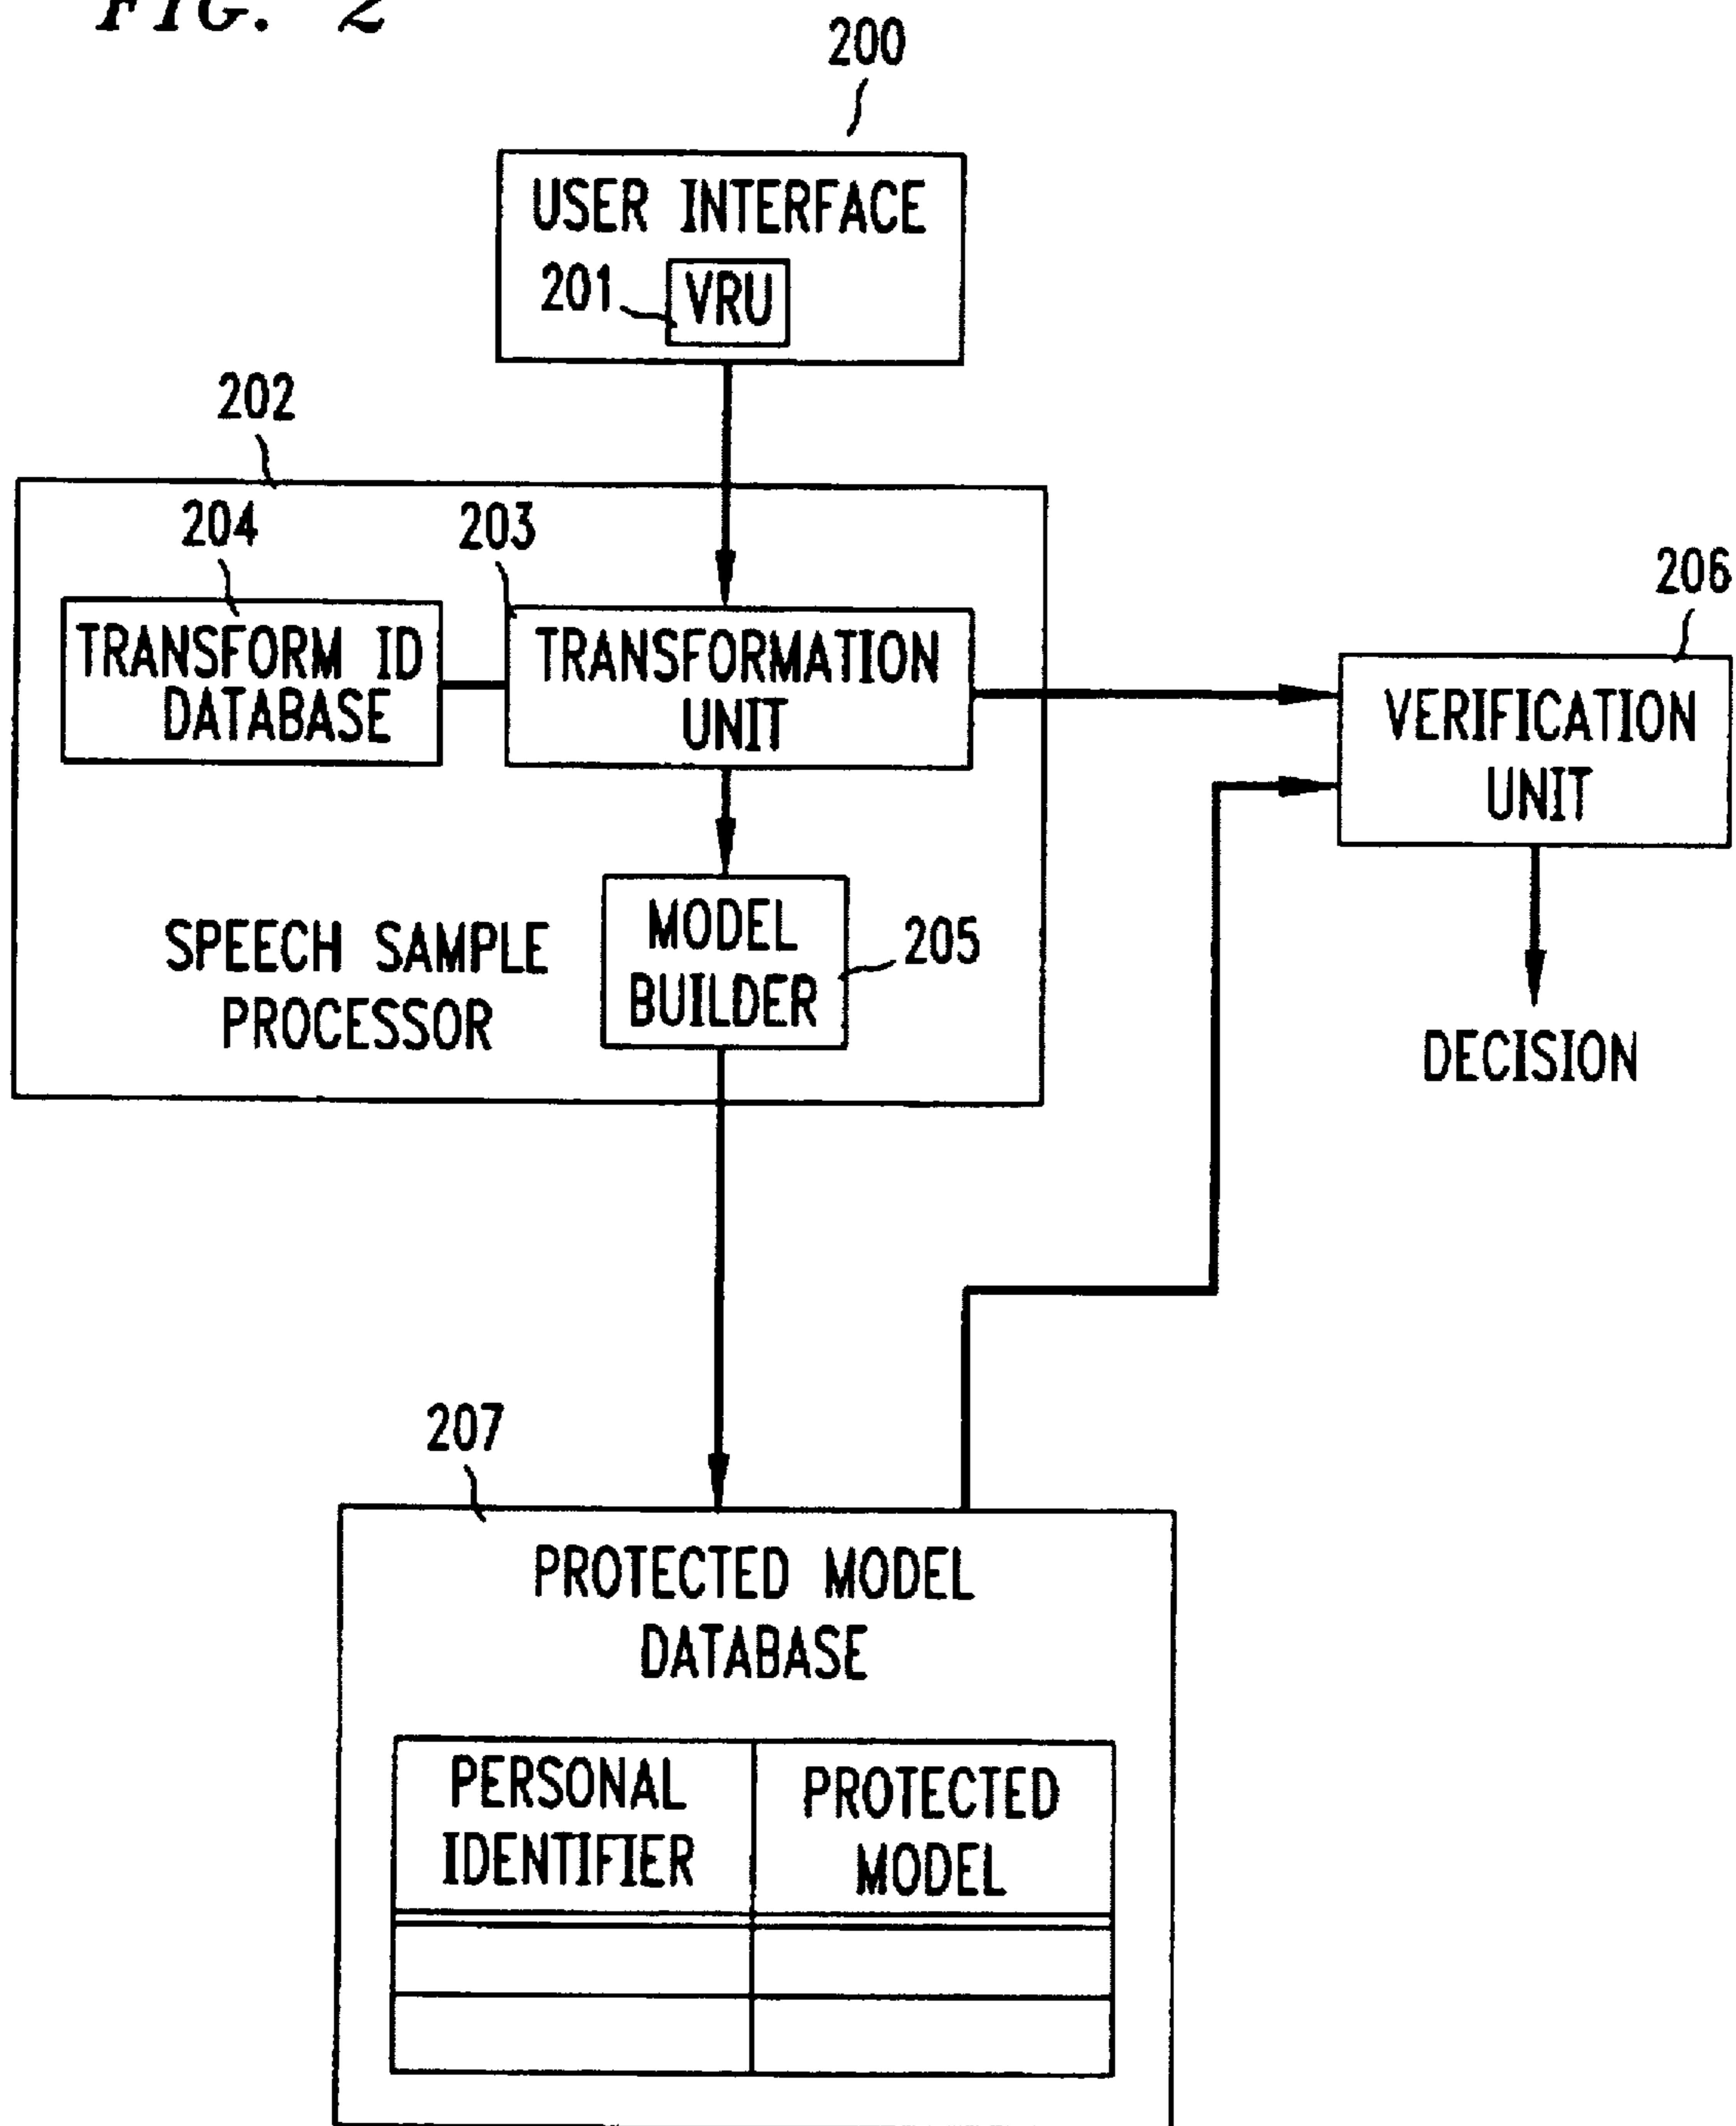 FIG. 2
200
USER INTERFACE
201
VRU
202
204
203
TRANSFORM ID
DATABASE
TRANSFORMATION
UNIT
206
VERIFICATION
UNIT
SPEECH SAMPLE
PROCESSOR
MODEL
BUILDER
205
DECISION
207
PROTECTED MODEL
DATABASE
PERSONAL
IDENTIFIER
PROTECTED
MODEL